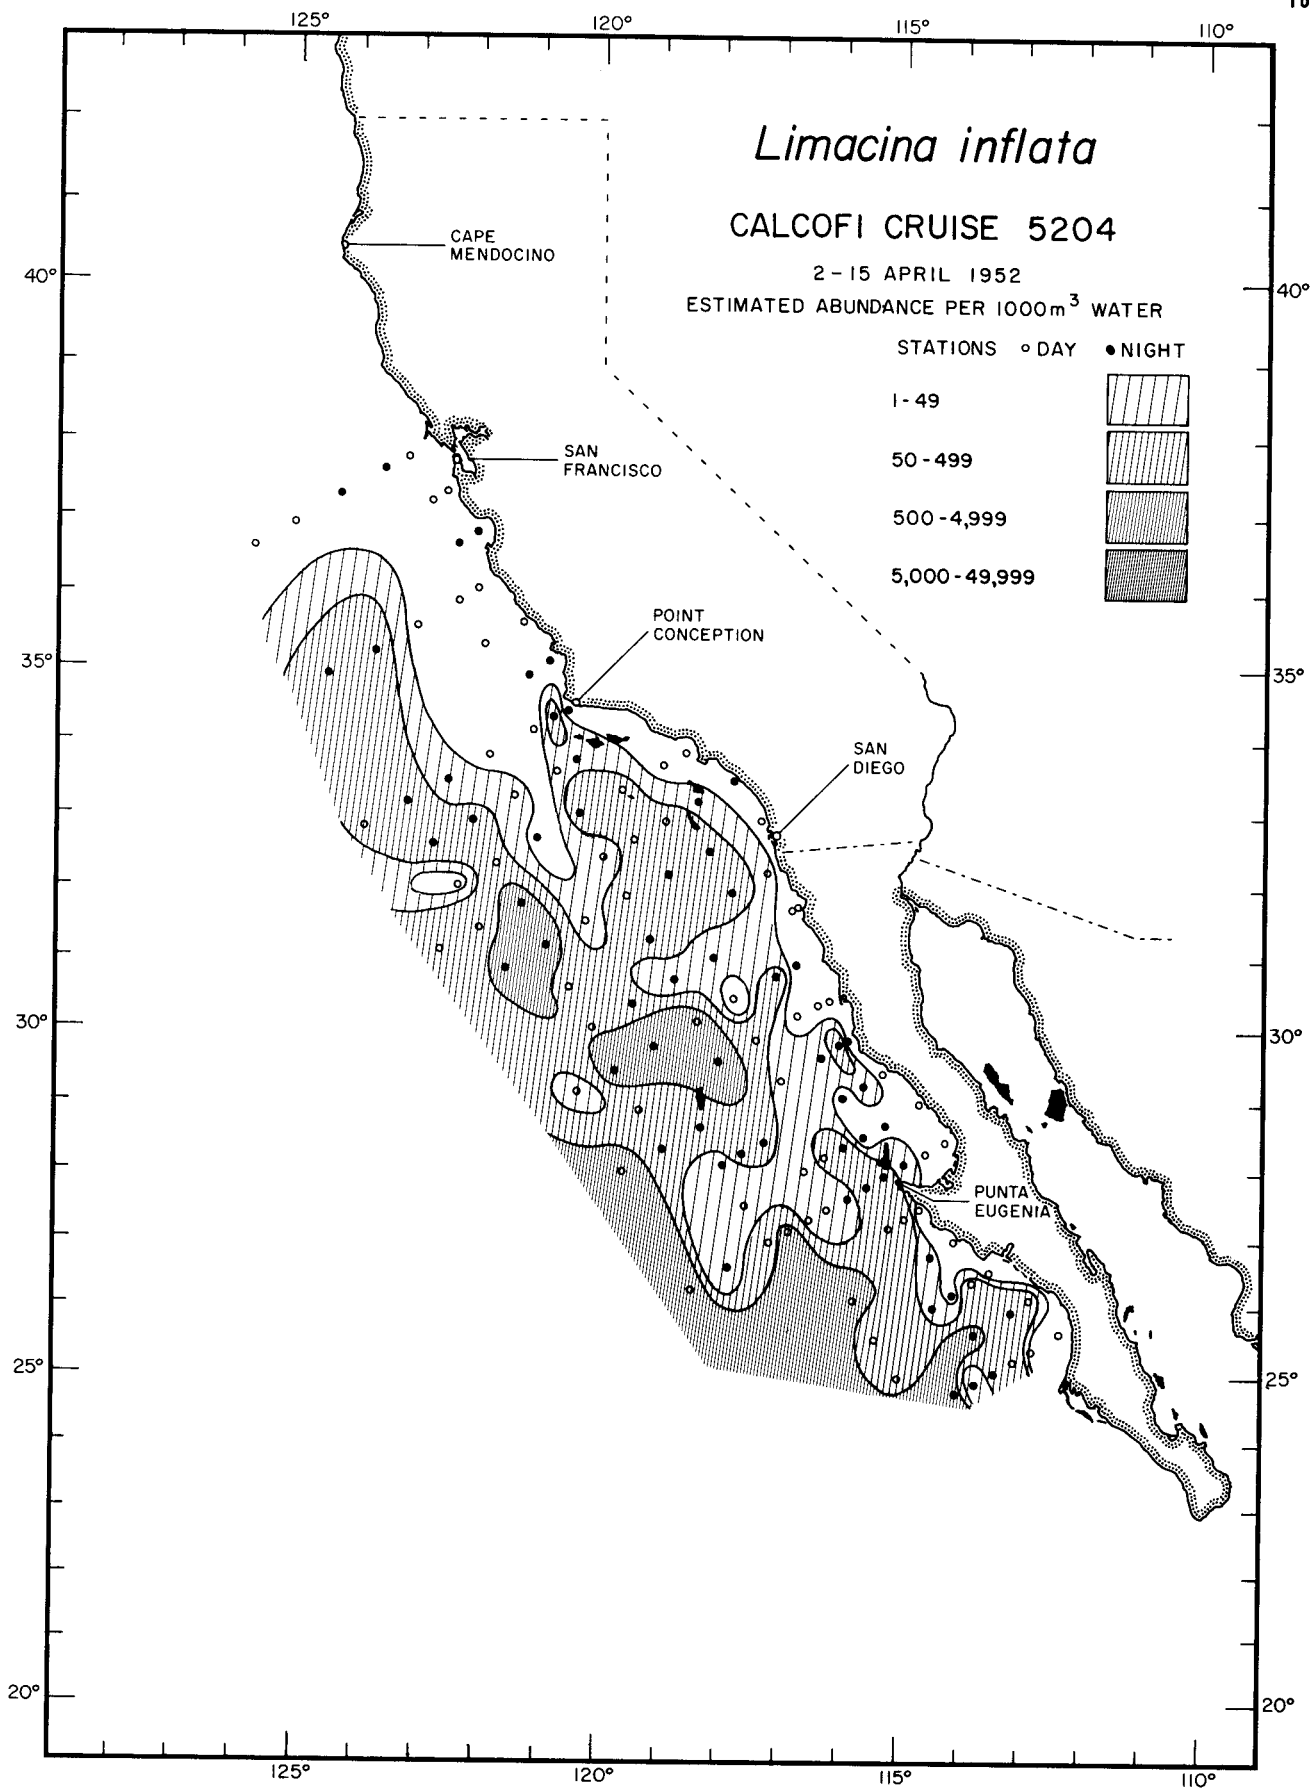 125°
120°
115°
110°
Limacina inflata
CALCOFI CRUISE 5204
2-15 APRIL 1952
ESTIMATED ABUNDANCE PER 1000m³ WATER
STATIONS ○ DAY ● NIGHT
1-49
50-499
500-4,999
5,000-49,999
CAPE
MENDOCINO
40°
40°
SAN
FRANCISCO
POINT
CONCEPTION
35°
35°
SAN
DIEGO
30°
30°
PUNTA
EUGENIA
25°
25°
20°
20°
125°
120°
115°
110°